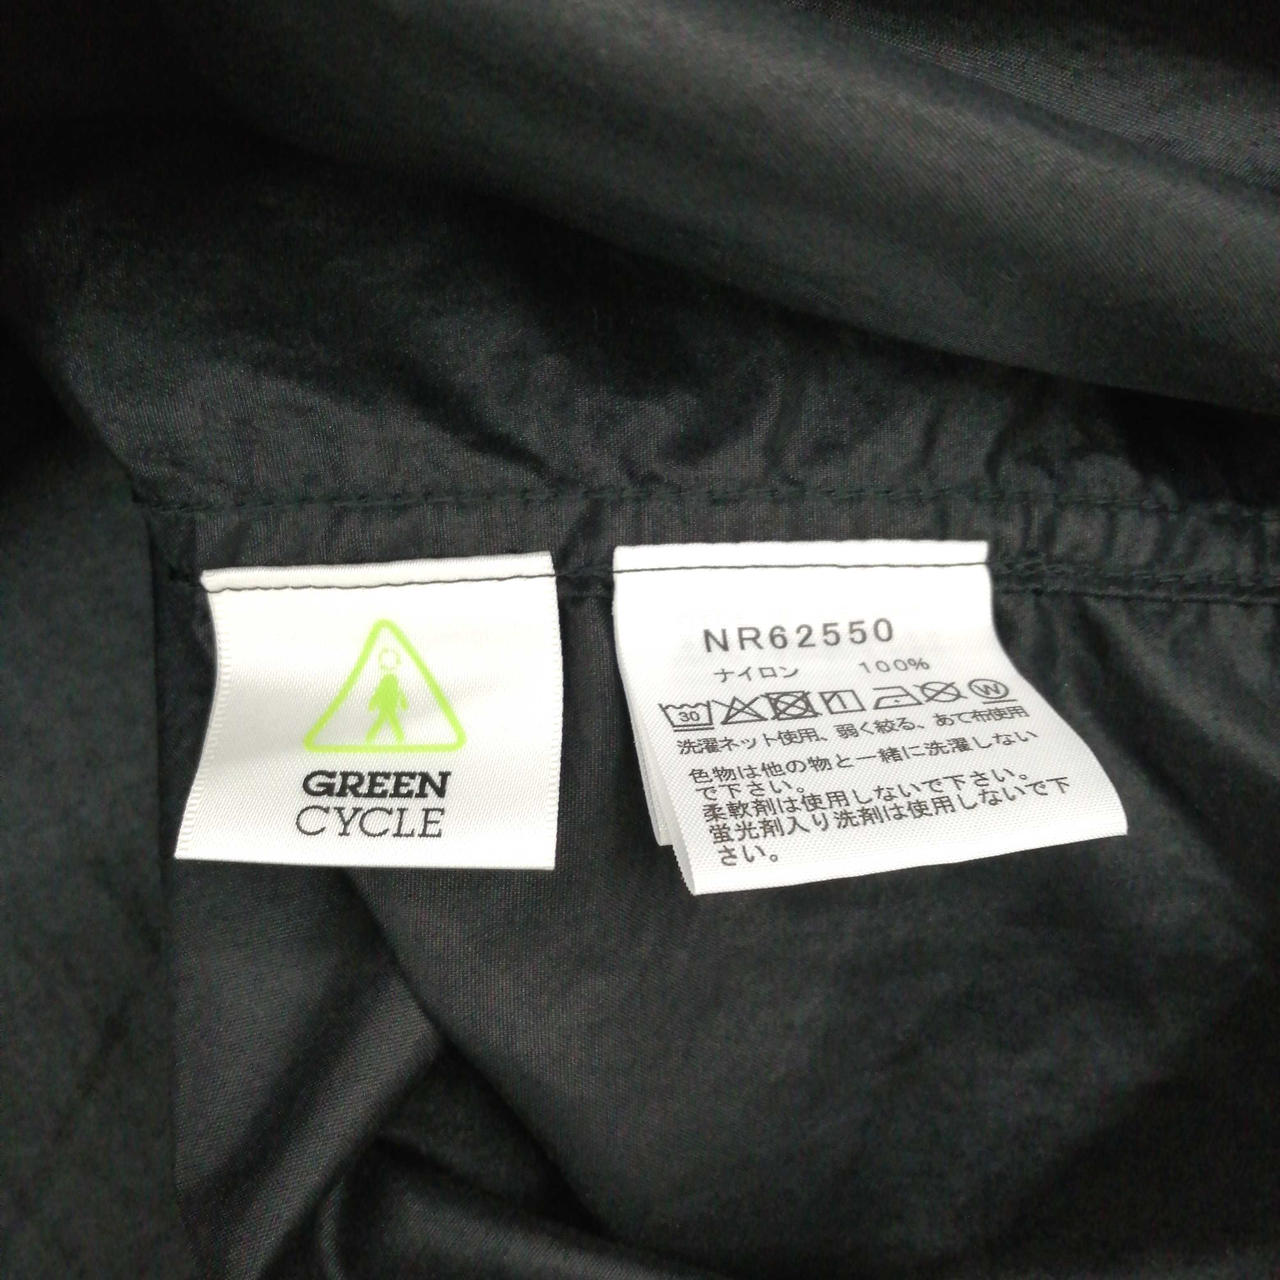 GREEN
CYCLE
NR62550
ナイロン 100%
30 W
洗濯ネット使用、弱く絞る、あて布使用
色物は他の物と一緒に洗濯しない
で下さい。
柔軟剤は使用しないで下さい。
蛍光剤入り洗剤は使用しないで下
さい。